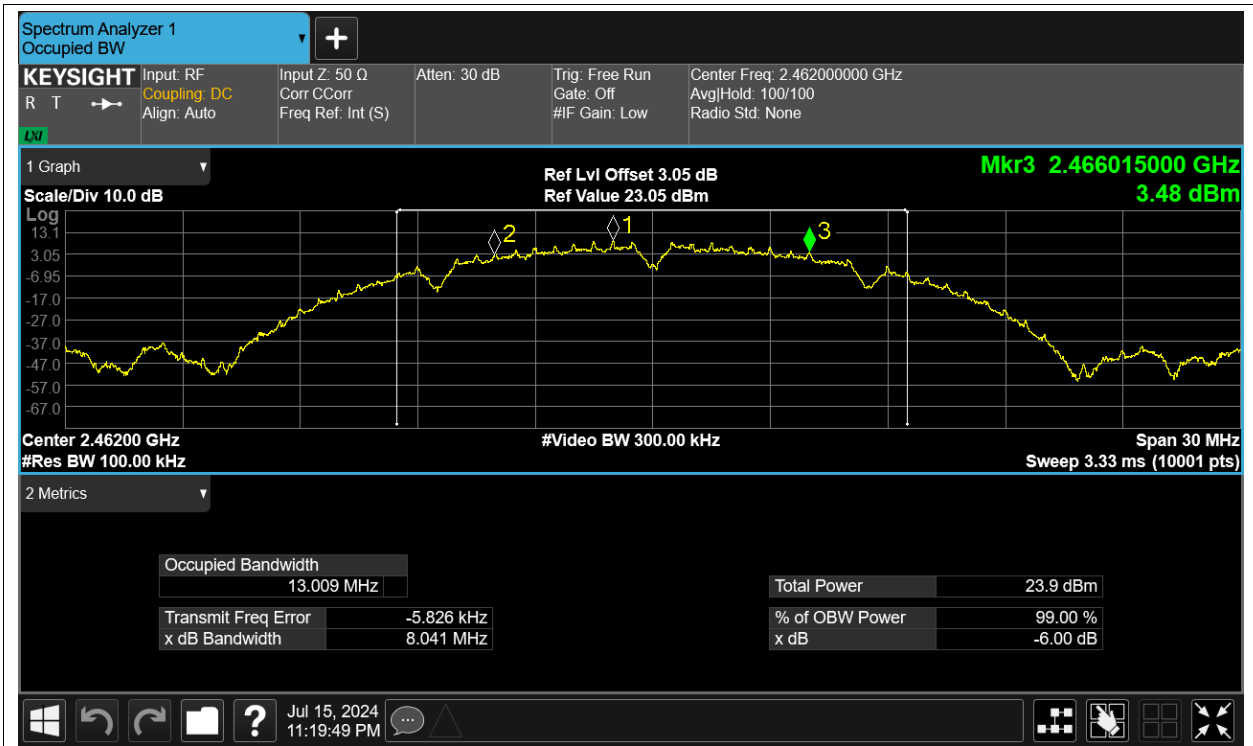 Spectrum Analyzer 1
Occupied BW
+
KEYSIGHT
R T
LXI
Input: RF
Coupling: DC
Align: Auto
Input Z: 50 Ω
Corr CCorr
Freq Ref: Int (S)
Atten: 30 dB
Trig: Free Run
Gate: Off
#IF Gain: Low
Center Freq: 2.462000000 GHz
Avg|Hold: 100/100
Radio Std: None
1 Graph
Scale/Div 10.0 dB
Ref Lvl Offset 3.05 dB
Ref Value 23.05 dBm
Mkr3 2.466015000 GHz
3.48 dBm
Log
13.1
3.05
-6.95
-17.0
-27.0
-37.0
-47.0
-57.0
-67.0
2
1
3
Center 2.46200 GHz
#Res BW 100.00 kHz
#Video BW 300.00 kHz
Span 30 MHz
Sweep 3.33 ms (10001 pts)
2 Metrics
Occupied Bandwidth
13.009 MHz
Transmit Freq Error -5.826 kHz
x dB Bandwidth 8.041 MHz
Total Power 23.9 dBm
% of OBW Power 99.00 %
x dB -6.00 dB
?
Jul 15, 2024
11:19:49 PM